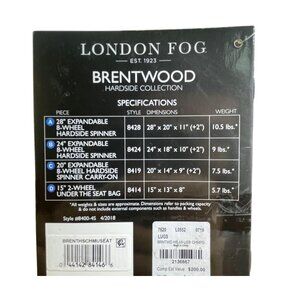 LONDON FOG
EST. 1923
BRENTWOOD
HARDSIDE COLLECTION
SPECIFICATIONS
PIECE STYLE DIMENSIONS WEIGHT
A 28" EXPANDABLE
8-WHEEL
HARDSIDE SPINNER 8428 28" x 20" x 11" (+2") 10.5 lbs.*
B 24" EXPANDABLE
8-WHEEL
HARDSIDE SPINNER 8424 24" x 18" x 10" (+2") 9 lbs.*
C 20" EXPANDABLE
8-WHEEL HARDSIDE
SPINNER CARRY-ON 8419 20" x 14" x 9" (+2") 7.5 lbs.*
D 15" 2-WHEEL
UNDER THE SEAT BAG 8414 15" x 13" x 8" 5.7 lbs.*
*All weights & sizes are approximate. Dimensions refer to packing capacity
& do not include external components such as wheels & handles.
Style #8400-4S 4/2018
BRENTHSCHMUSEAT
LUGS
2136667
Comp Est Value : $200.00